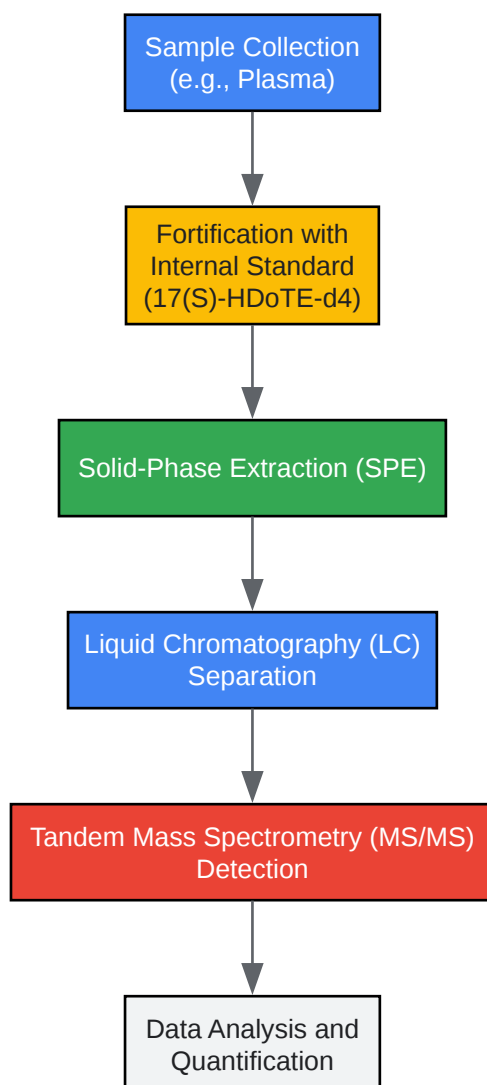 Sample Collection
(e.g., Plasma)
Fortification with
Internal Standard
(17(S)-HDoTE-d4)
Solid-Phase Extraction (SPE)
Liquid Chromatography (LC)
Separation
Tandem Mass Spectrometry (MS/MS)
Detection
Data Analysis and
Quantification